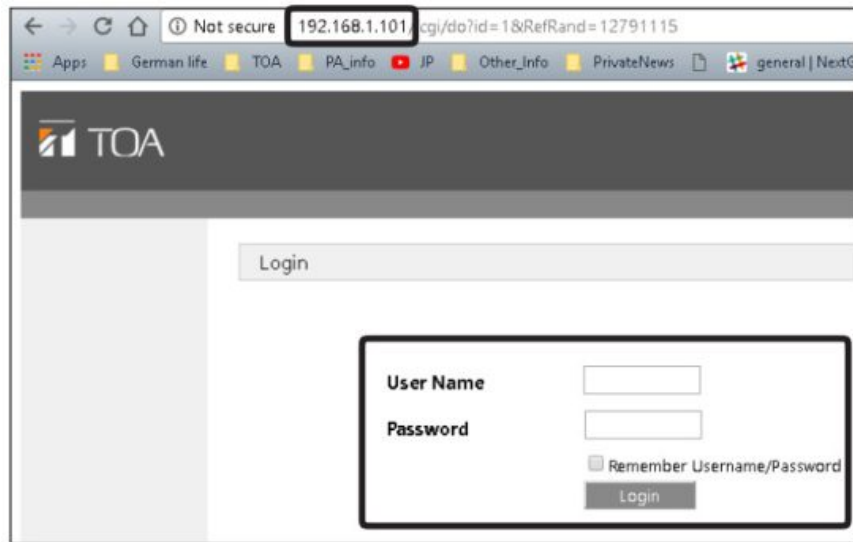 Not secure 192.168.1.101/cgi/do?id=1&RefRand=12791115
Apps German life TOA PA_info JP Other_Info PrivateNews general | NextG
TOA
Login
User Name
Password
Remember Username/Password
Login